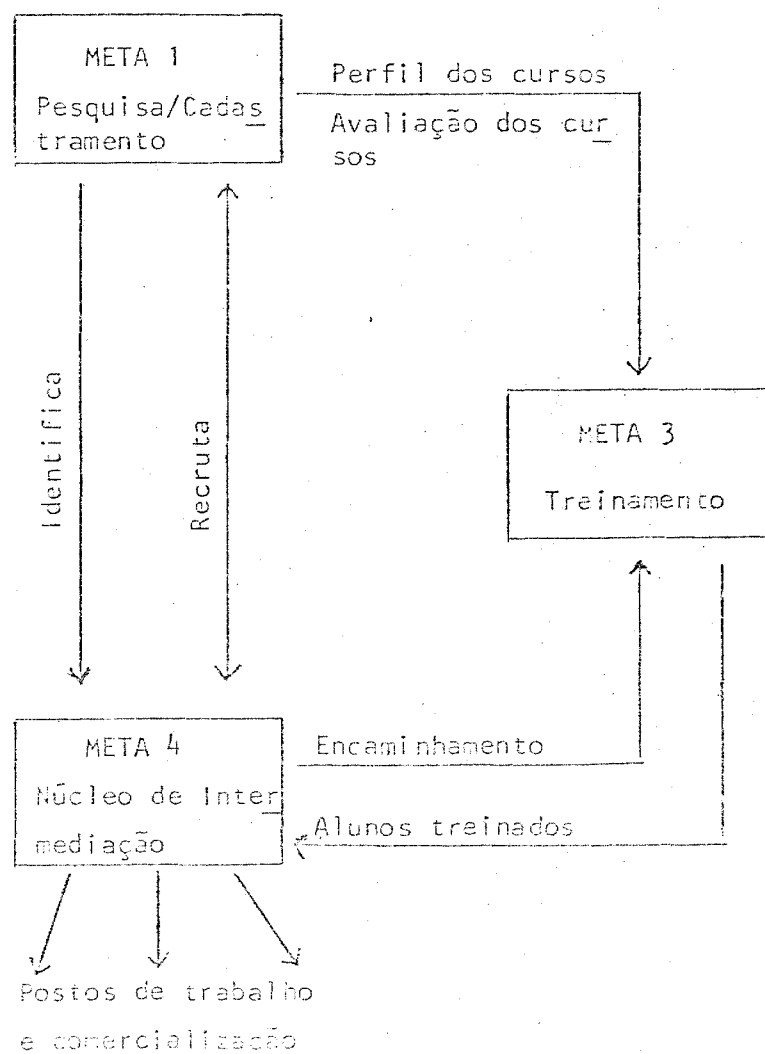 META 1
Pesquisa/Cadas
tramento
Perfil dos cursos
Avaliação dos cur
sos
Identifica
Recruta
META 3
Treinamento
META 4
Núcleo de Inter
mediação
Encaminhamento
Alunos treinados
Postos de trabalho
e comercialização